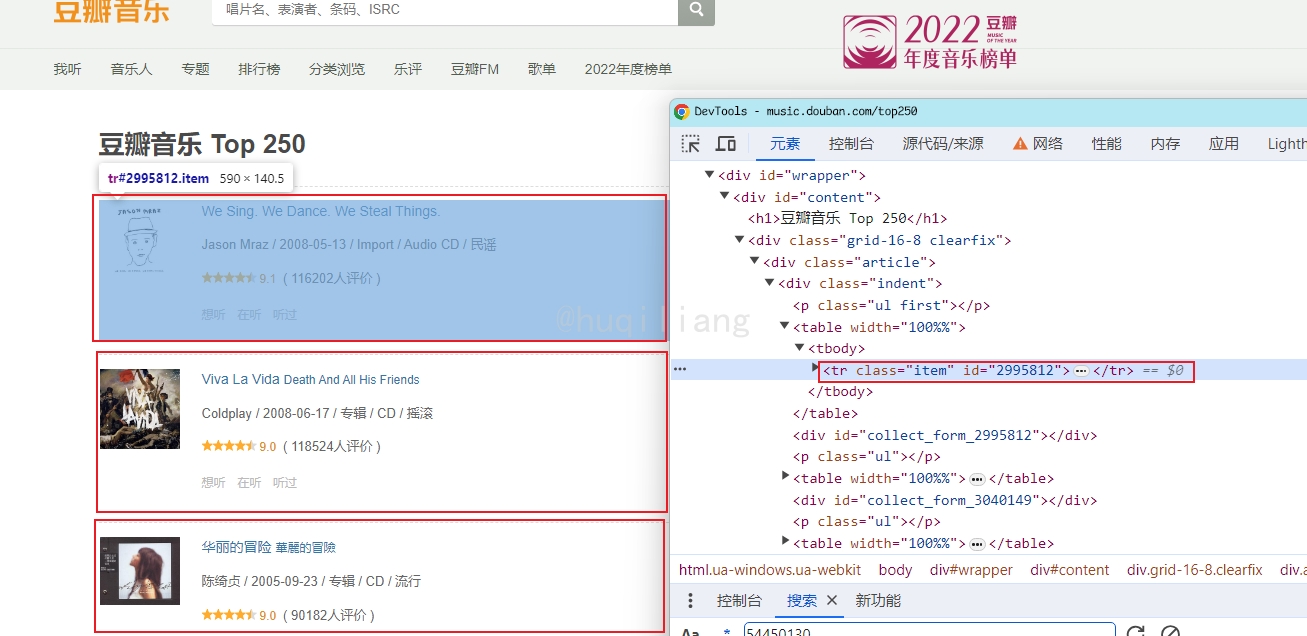 豆瓣音乐
唱片名、表演者、条码、ISRC
2022 豆瓣
MUSIC
OF THE YEAR
年度音乐榜单
我听 音乐人 专题 排行榜 分类浏览 乐评 豆瓣FM 歌单 2022年度榜单
豆瓣音乐 Top 250
tr#2995812.item 590 × 140.5
JASON MRAZ
We Sing. We Dance. We Steal Things.
Jason Mraz / 2008-05-13 / Import / Audio CD / 民谣
9.1 ( 116202人评价 )
想听 在听 听过
Viva La Vida Death And All His Friends
Coldplay / 2008-06-17 / 专辑 / CD / 摇滚
9.0 ( 118524人评价 )
想听 在听 听过
华丽的冒险 華麗的冒險
陈绮贞 / 2005-09-23 / 专辑 / CD / 流行
9.0 ( 90182人评价 )
@huqiliang
DevTools - music.douban.com/top250
元素 控制台 源代码/来源 网络 性能 内存 应用 Lighth
<div id="wrapper">
<div id="content">
<h1>豆瓣音乐 Top 250</h1>
<div class="grid-16-8 clearfix">
<div class="article">
<div class="indent">
<p class="ul first"></p>
<table width="100%%">
<tbody>
<tr class="item" id="2995812"> ••• </tr> == $0
</tbody>
</table>
<div id="collect_form_2995812"></div>
<p class="ul"></p>
<table width="100%%"> ••• </table>
<div id="collect_form_3040149"></div>
<p class="ul"></p>
<table width="100%%"> ••• </table>
html.ua-windows.ua-webkit body div#wrapper div#content div.grid-16-8.clearfix div.a
控制台 搜索 × 新功能
Aa .* 54450130